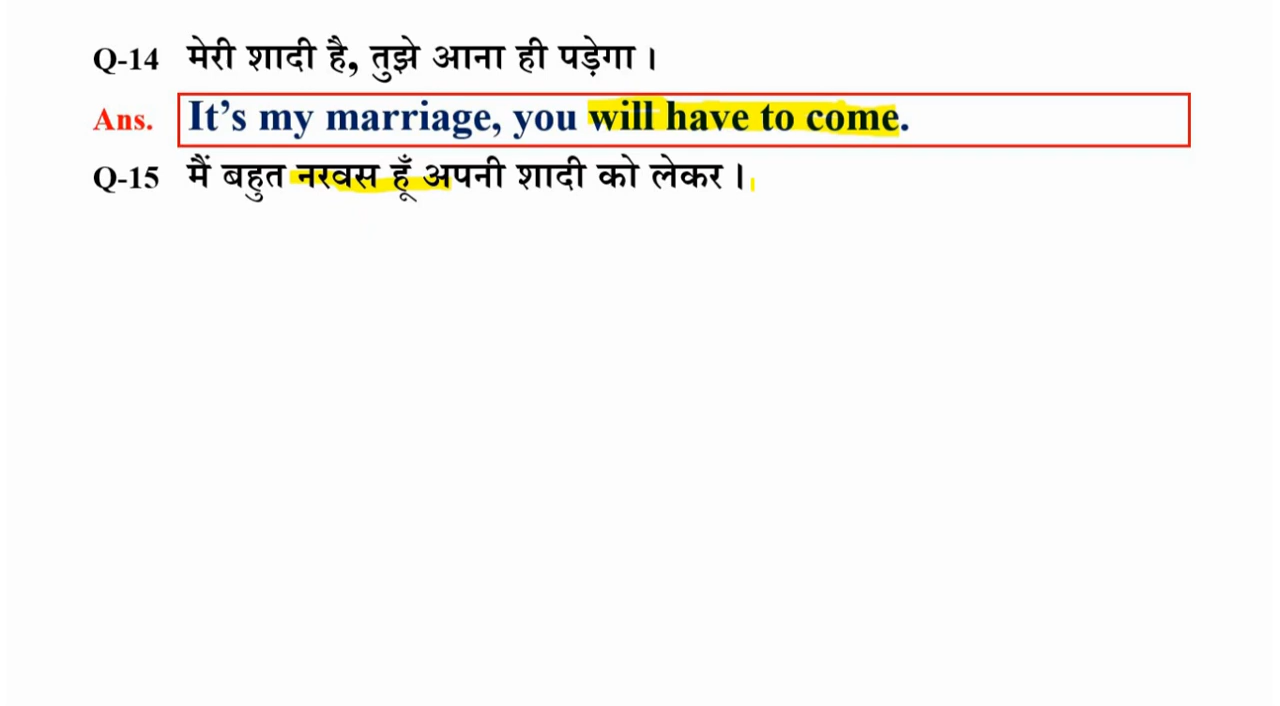 Q-14 मेरी शादी है, तुझे आना ही पड़ेगा ।
Ans. It’s my marriage, you will have to come.
Q-15 मैं बहुत नरवस हूँ अपनी शादी को लेकर ।